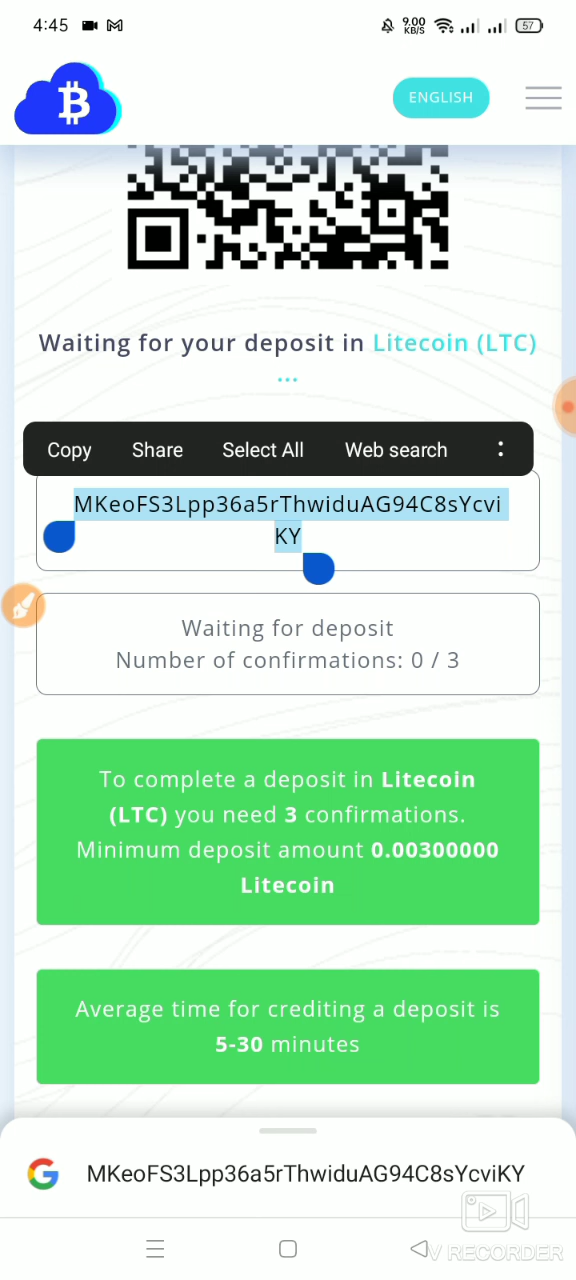 4:45
9.00
KB/S
57
ENGLISH
Waiting for your deposit in Litecoin (LTC)
...
Copy Share Select All Web search
MKeoFS3Lpp36a5rThwiduAG94C8sYcvi
KY
Waiting for deposit
Number of confirmations: 0 / 3
To complete a deposit in Litecoin
(LTC) you need 3 confirmations.
Minimum deposit amount 0.00300000
Litecoin
Average time for crediting a deposit is
5-30 minutes
MKeoFS3Lpp36a5rThwiduAG94C8sYcviKY
V RECORDER